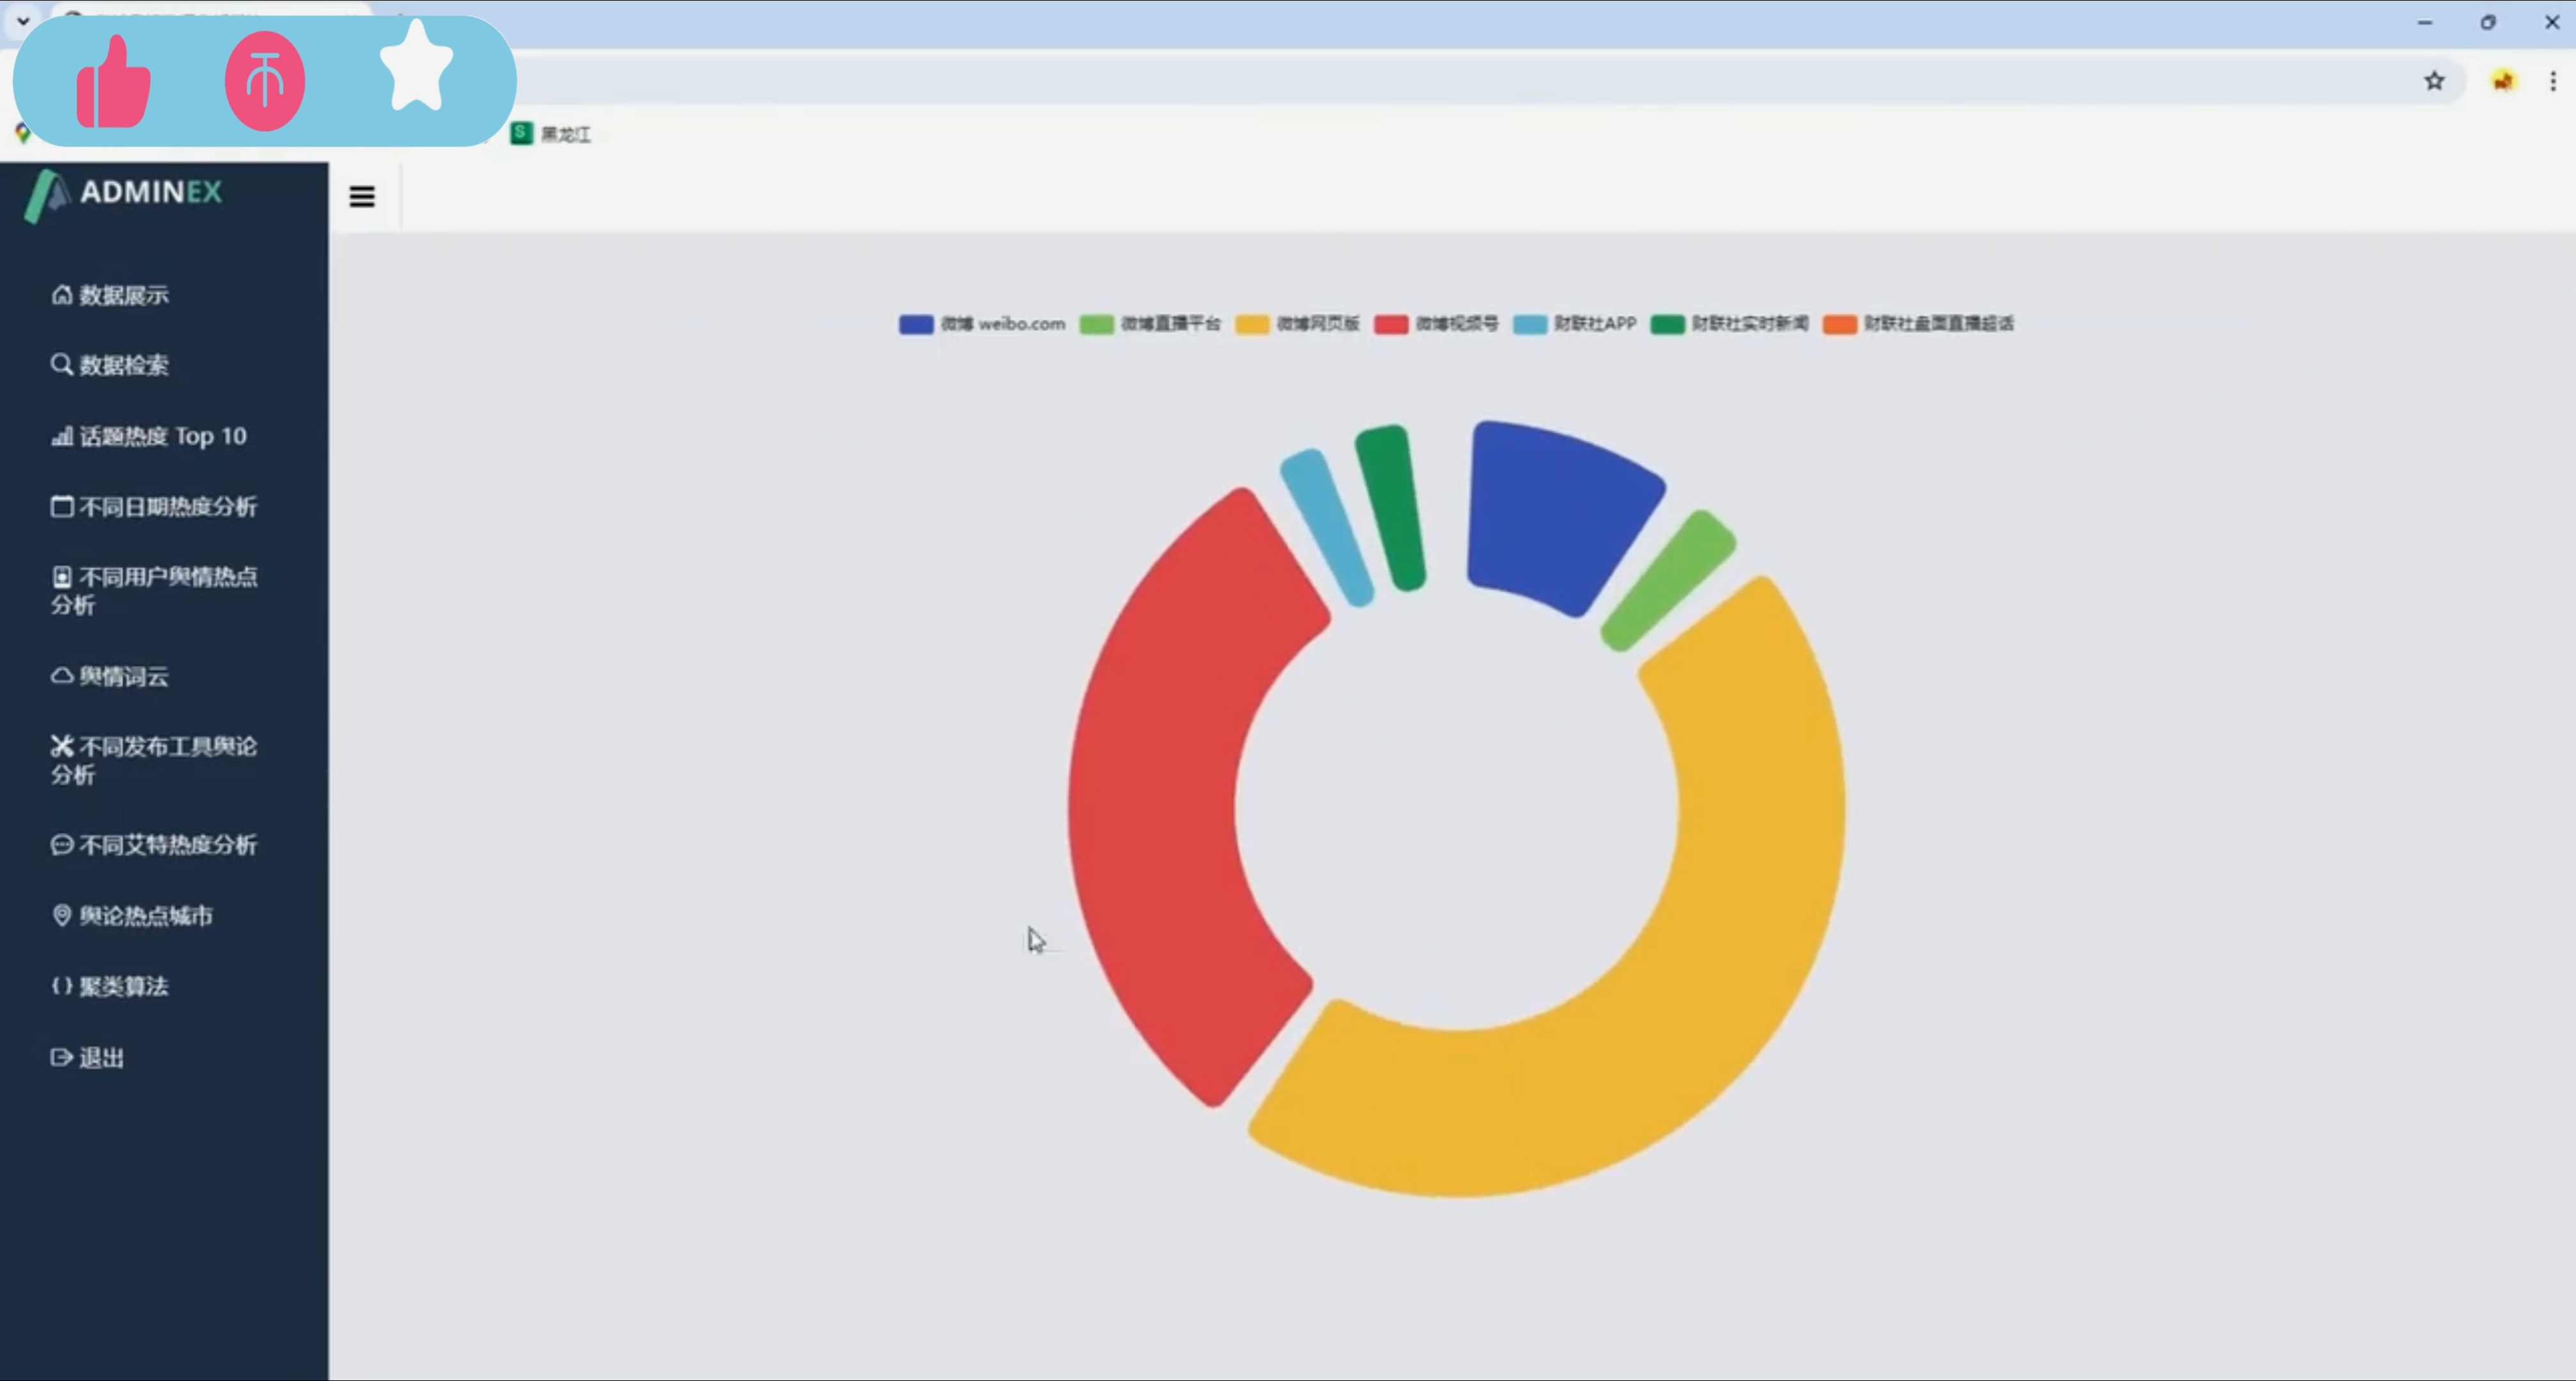 黑龙江
ADMINEX
数据展示
数据检索
话题热度 Top 10
不同日期热度分析
不同用户舆情热点
分析
舆情词云
不同发布工具舆论
分析
不同艾特热度分析
舆论热点城市
{} 聚类算法
退出
微博 weibo.com 微博直播平台 微博网页版 微博视频号 财联社APP 财联社实时新闻 财联社盘面直播超话